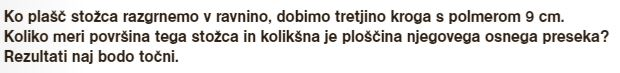 Ko plašč stožca razgrnemo v ravnino, dobimo tretjino kroga s polmerom 9 cm.
Koliko meri površina tega stožca in kolikšna je ploščina njegovega osnega preseka?
Rezultati naj bodo točni.